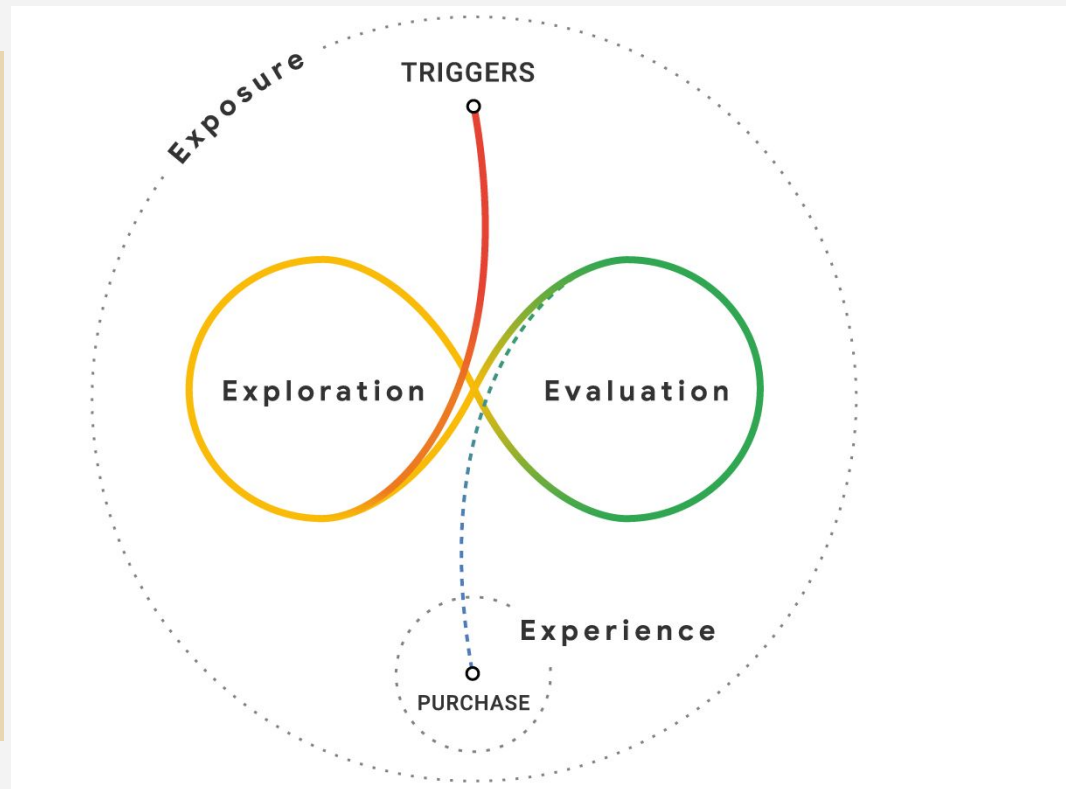 Exposure
TRIGGERS
Exploration
Evaluation
Experience
PURCHASE